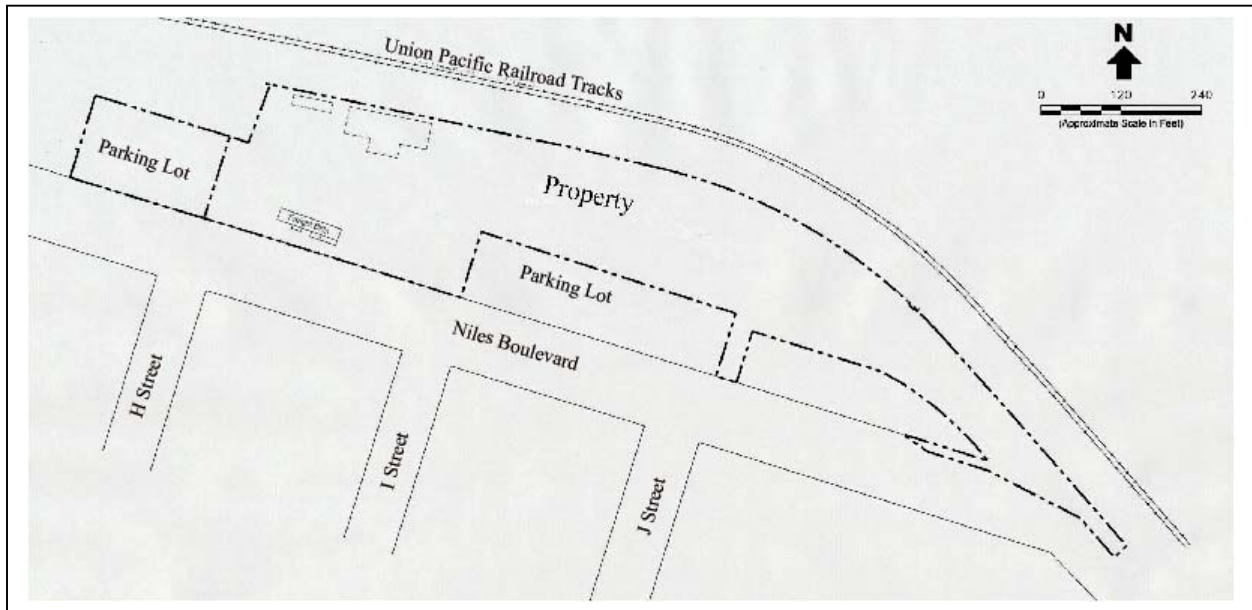 Union Pacific Railroad Tracks
N
0 120 240
(Approximate Scale in Feet)
Parking Lot
Property
Parking Lot
Niles Boulevard
H Street
I Street
J Street